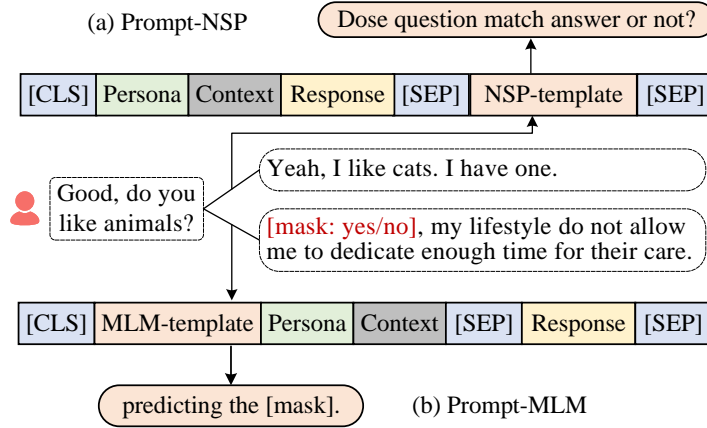 (a) Prompt-NSP
Dose question match answer or not?
[CLS] Persona Context Response [SEP] NSP-template [SEP]
Good, do you
like animals?
Yeah, I like cats. I have one.
[mask: yes/no], my lifestyle do not allow
me to dedicate enough time for their care.
[CLS] MLM-template Persona Context [SEP] Response [SEP]
predicting the [mask].
(b) Prompt-MLM